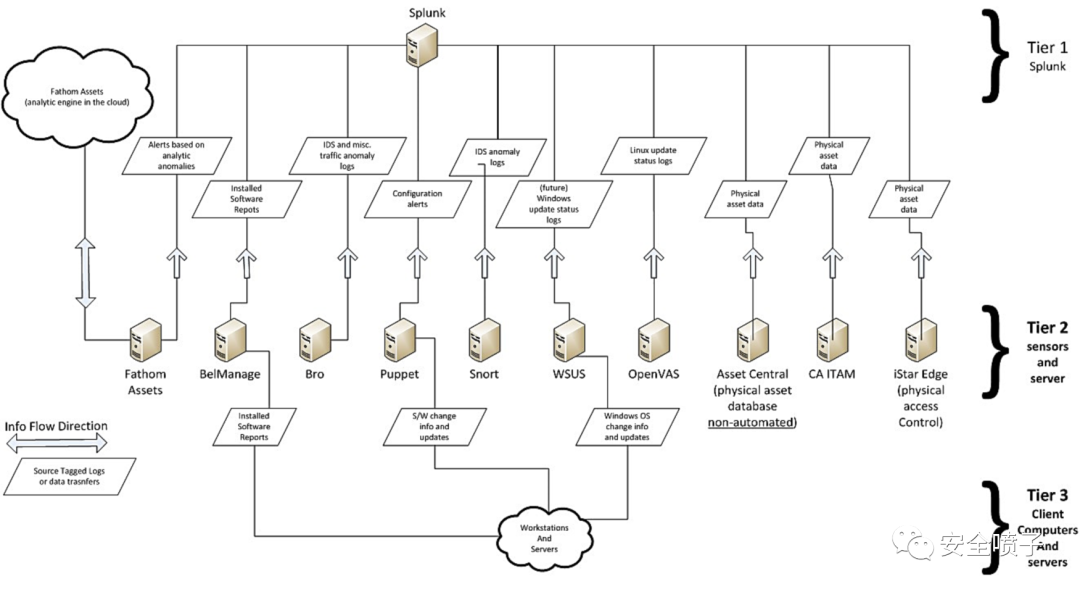 Splunk
Tier 1
Splunk
Fathom Assets
(analytic engine in the cloud)
Alerts based on
analytic
anomalies
IDS and misc.
traffic anomaly
logs
IDS anomaly
logs
Linux update
status logs
Physical
asset
data
Installed
Software
Repots
Configuration
alerts
(future)
Windows
update status
logs
Physical
asset data
Physical
asset
data
Fathom
Assets
BelManage
Bro
Puppet
Snort
WSUS
OpenVAS
Asset Central
(physical asset
database
non-automated)
CA ITAM
iStar Edge
(physical
access
Control)
Tier 2
sensors
and
server
Info Flow Direction
Source Tagged Logs
or data trasnfers
Installed
Software
Reports
S/W change
info and
updates
Windows OS
change info
and updates
Workstations
And
Servers
Tier 3
Client
Computers
And
servers
安全喷子